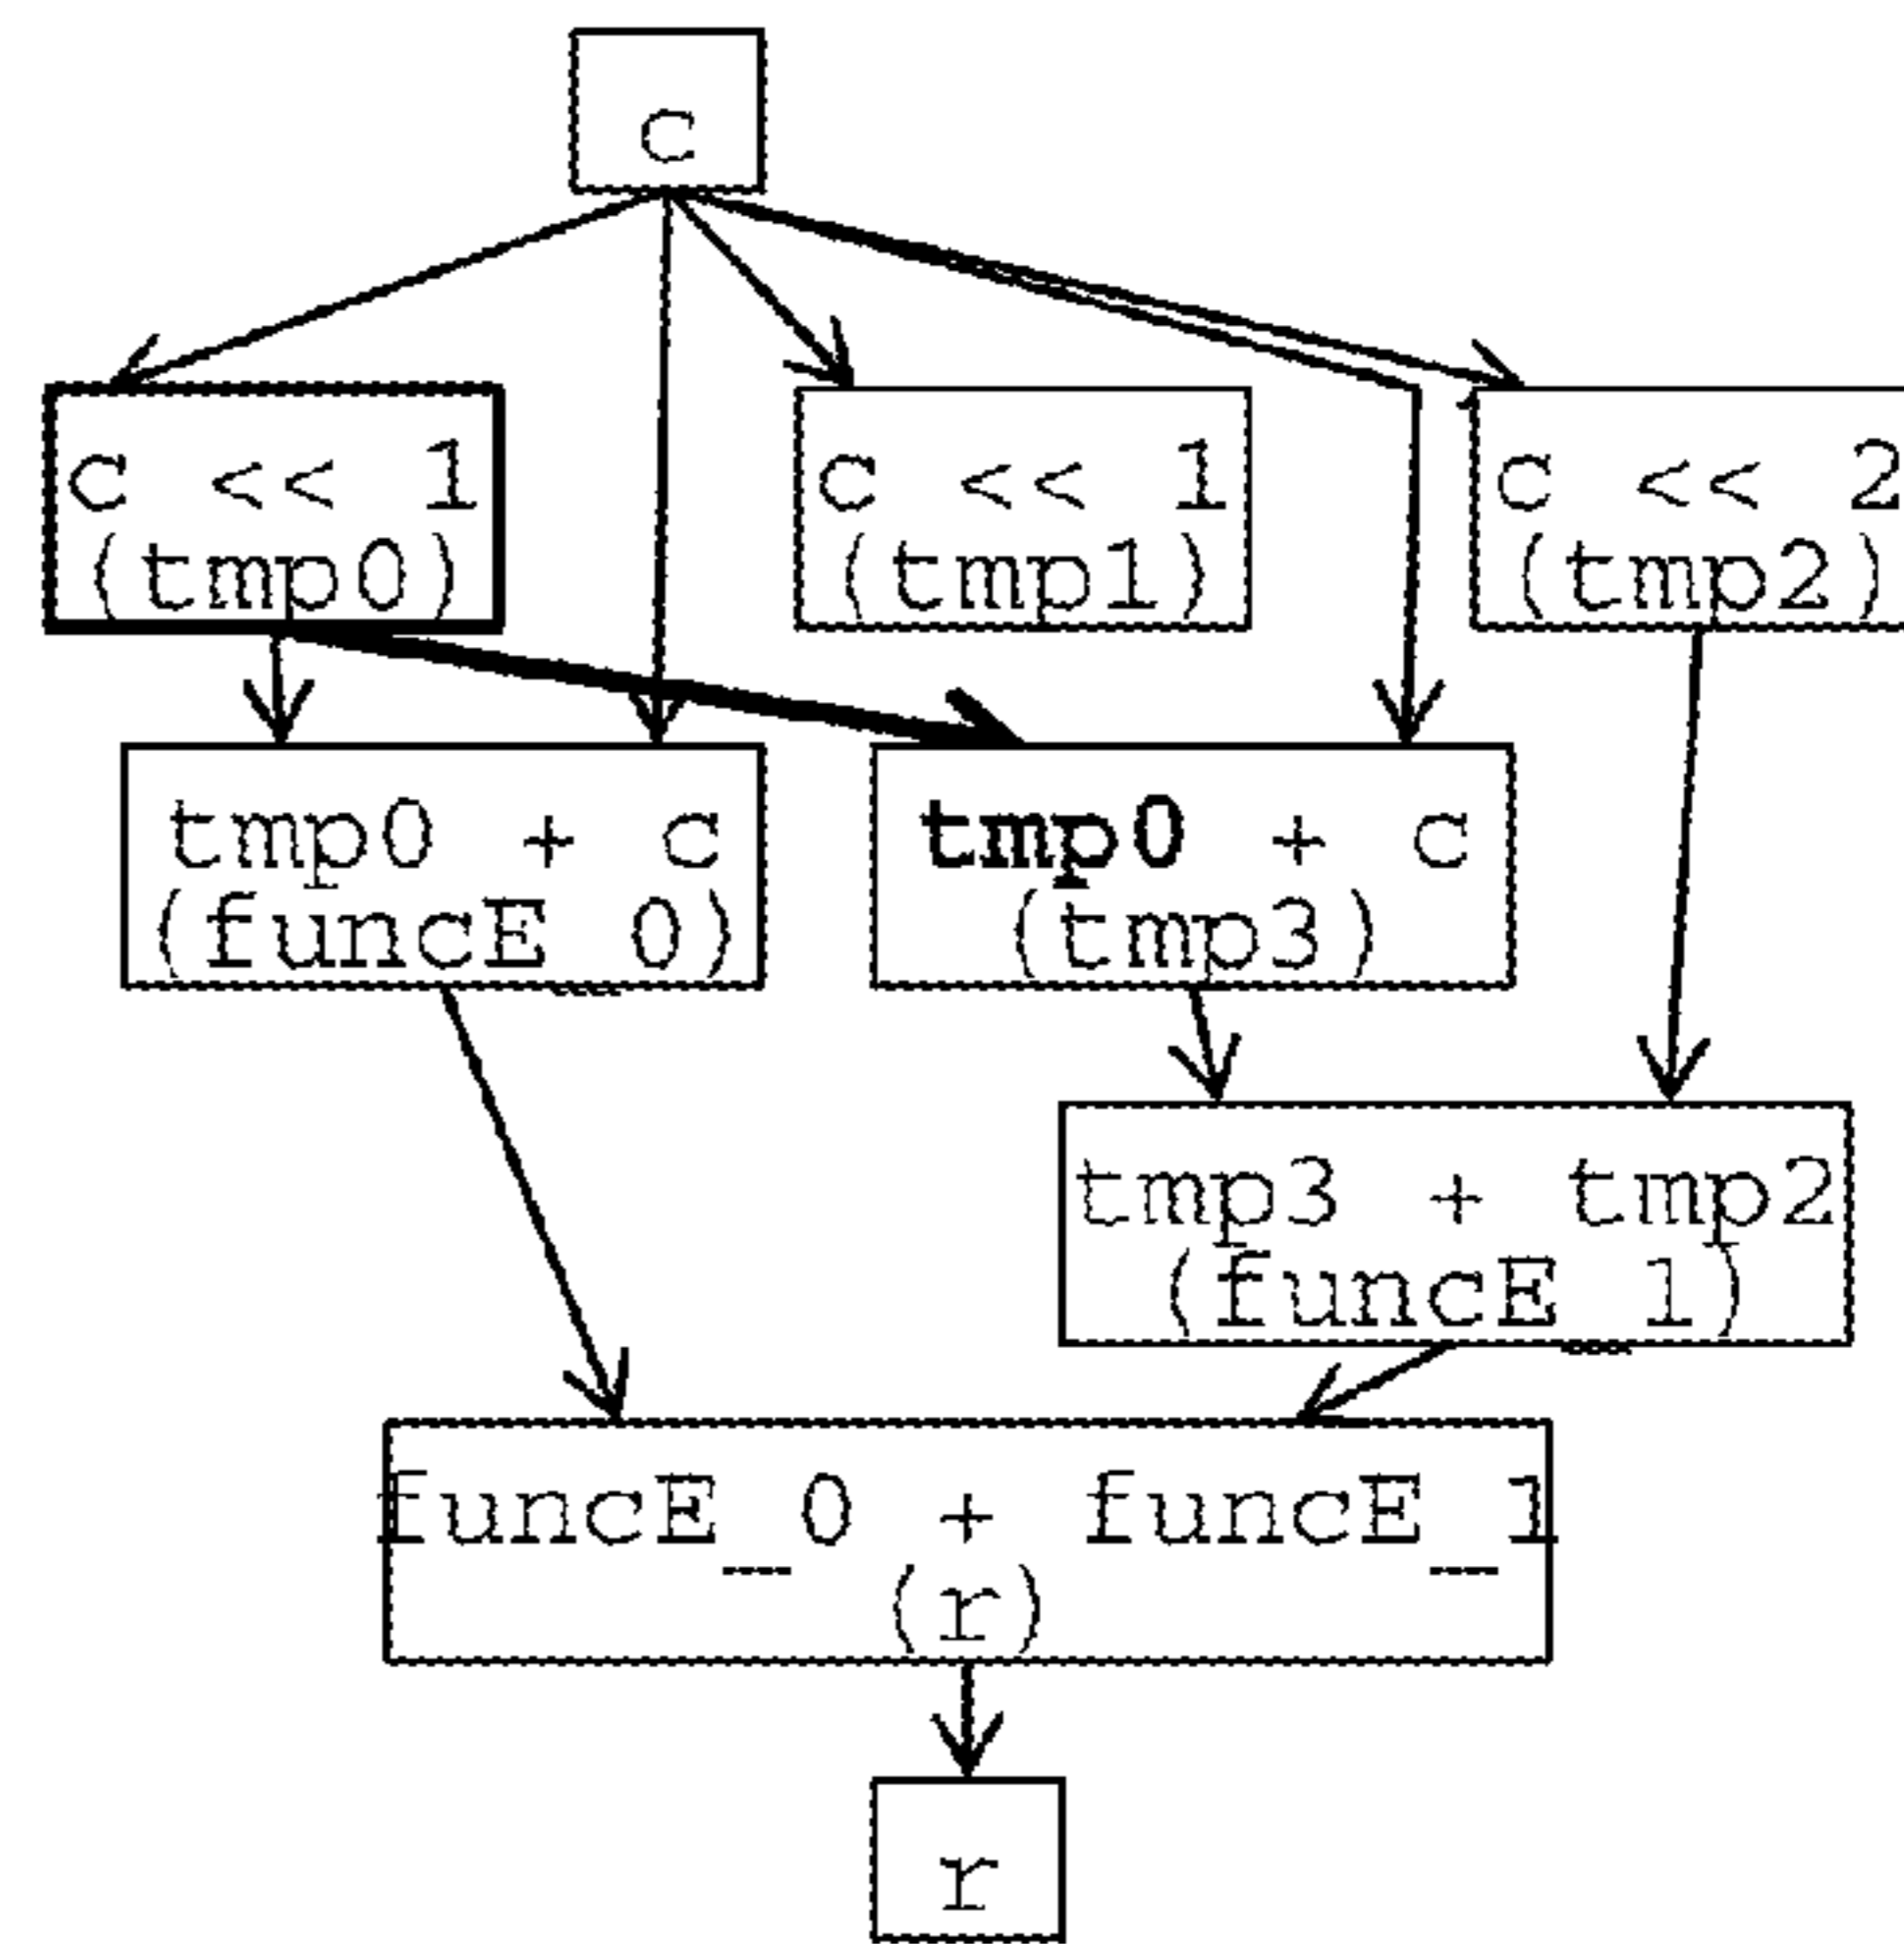 c
c << 1
(tmp0)
c << 1
(tmp1)
c << 2
(tmp2)
tmp0 + c
(funcE_0)
tmp0 + c
(tmp3)
tmp3 + tmp2
(funcE_1)
funcE_0 + funcE_1
(r)
r